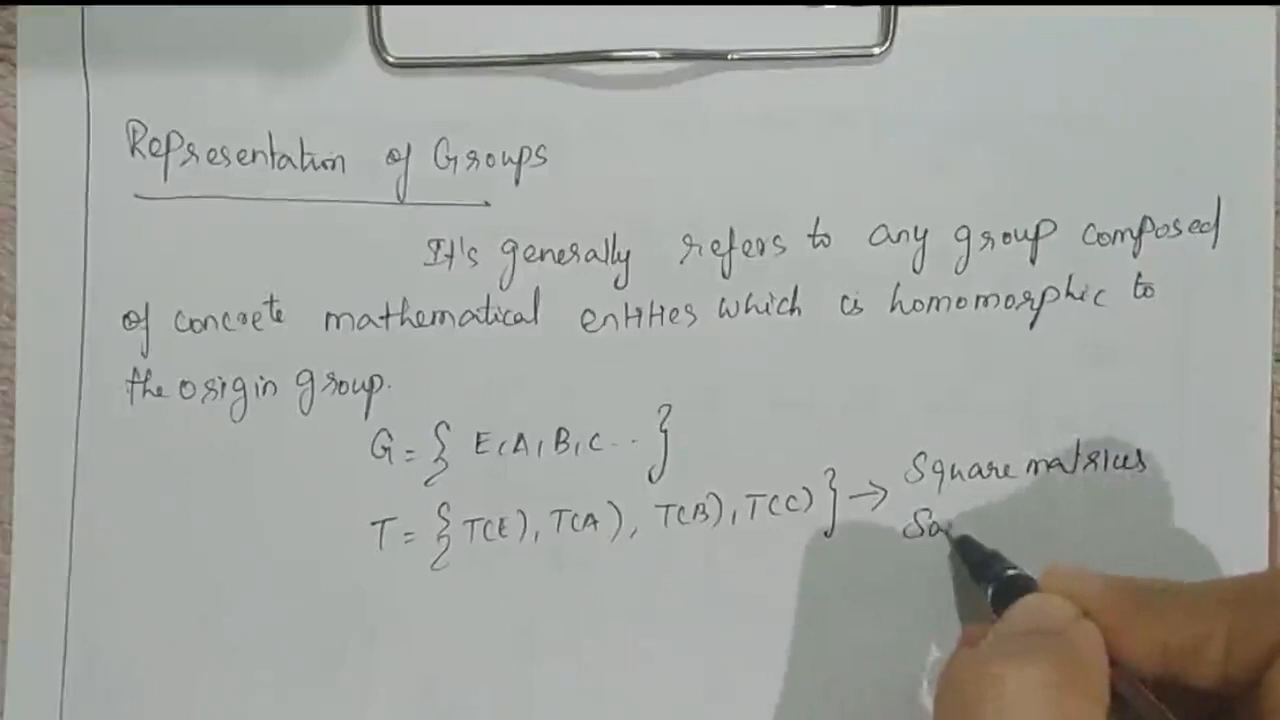 Representation of Groups
It's generally refers to any group composed
of concrete mathematical entities which is homomorphic to
the origin group.
G = { E, A, B, C .. }
T = { T(E), T(A), T(B), T(C) } → Square matrices
Sa